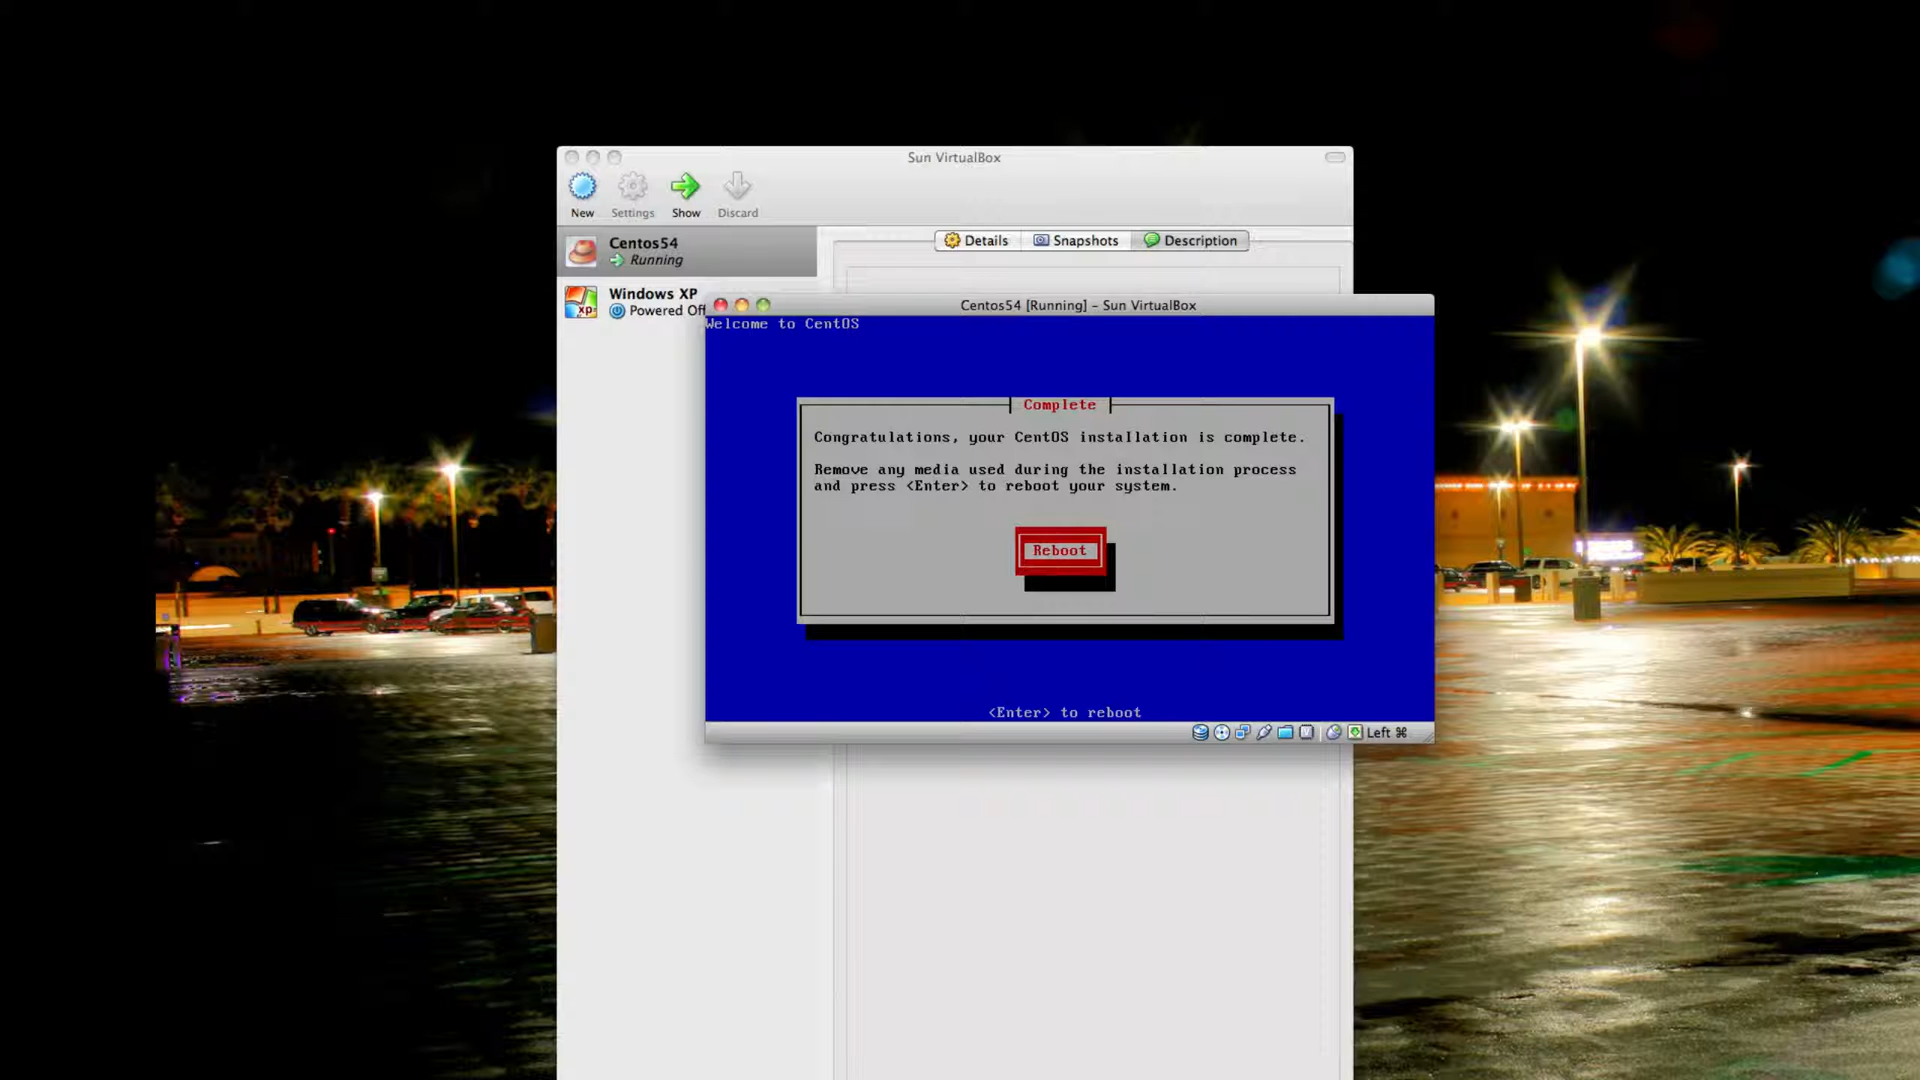 Sun VirtualBox
New
Settings
Show
Discard
Centos54
Running
Details
Snapshots
Description
Windows XP
Powered Off
Centos54 [Running] - Sun VirtualBox
Welcome to CentOS
Complete
Congratulations, your CentOS installation is complete.
Remove any media used during the installation process
and press <Enter> to reboot your system.
Reboot
<Enter> to reboot
Left ⌘